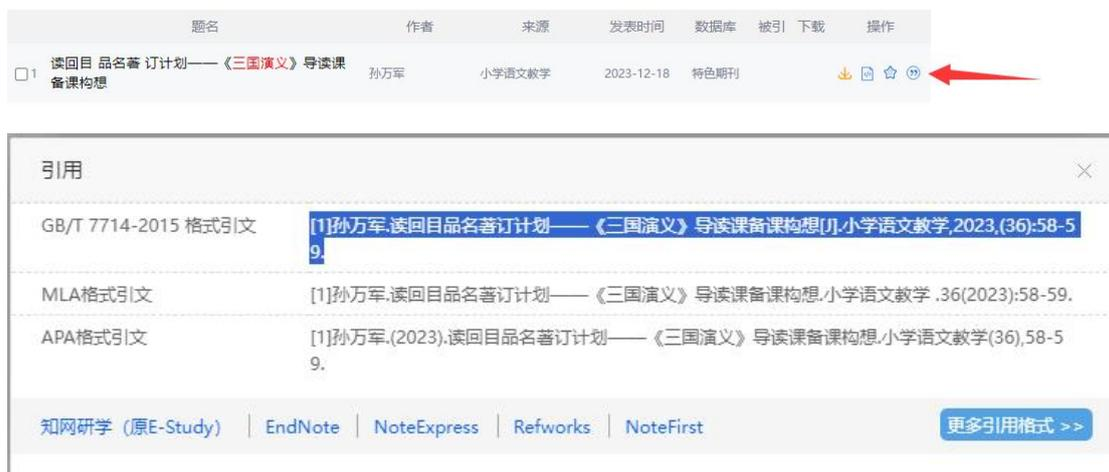 题名 作者 来源 发表时间 数据库 被引 下载 操作
1 读回目 品名著 订计划——《三国演义》导读课
备课构想 孙万军 小学语文教学 2023-12-18 特色期刊
引用
GB/T 7714-2015 格式引文 [1]孙万军.读回目品名著订计划——《三国演义》导读课备课构想[J].小学语文教学,2023,(36):58-5
9.
MLA格式引文 [1]孙万军.读回目品名著订计划——《三国演义》导读课备课构想.小学语文教学 .36(2023):58-59.
APA格式引文 [1]孙万军.(2023).读回目品名著订计划——《三国演义》导读课备课构想.小学语文教学(36),58-5
9.
知网研学（原E-Study） EndNote NoteExpress Refworks NoteFirst 更多引用格式 >>